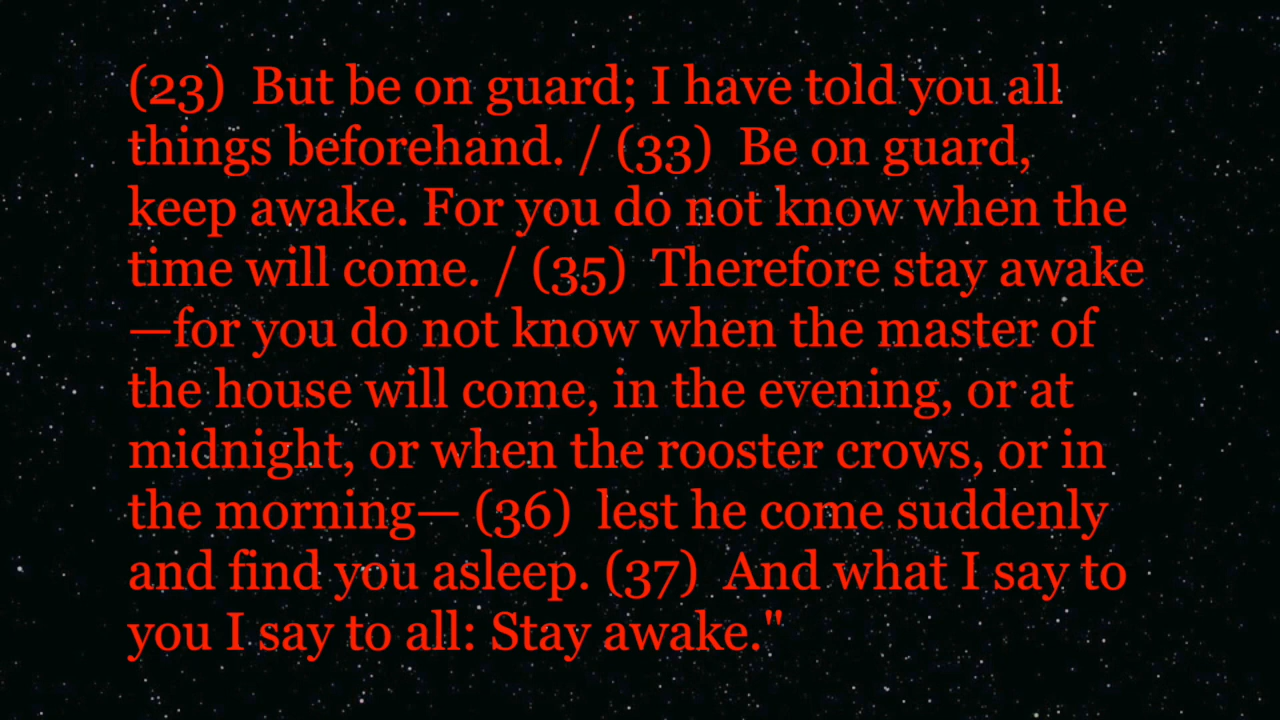 (23)  But be on guard; I have told you all
things beforehand. / (33)  Be on guard,
keep awake. For you do not know when the
time will come. / (35)  Therefore stay awake
—for you do not know when the master of
the house will come, in the evening, or at
midnight, or when the rooster crows, or in
the morning— (36)  lest he come suddenly
and find you asleep. (37)  And what I say to
you I say to all: Stay awake."